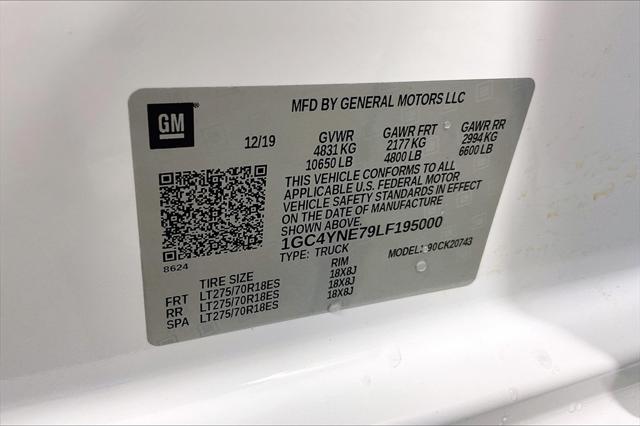 MFD BY GENERAL MOTORS LLC
GM
12/19 GVWR GAWR FRT GAWR RR
4831 KG 2177 KG 2994 KG
10650 LB 4800 LB 6600 LB
THIS VEHICLE CONFORMS TO ALL
APPLICABLE U.S. FEDERAL MOTOR
VEHICLE SAFETY STANDARDS IN EFFECT
ON THE DATE OF MANUFACTURE
SHOWN ABOVE.
1GC4YNE79LF195000
TYPE: TRUCK MODEL: 90CK20743
8624
TIRE SIZE RIM
FRT LT275/70R18ES 18X8J
RR LT275/70R18ES 18X8J
SPA LT275/70R18ES 18X8J